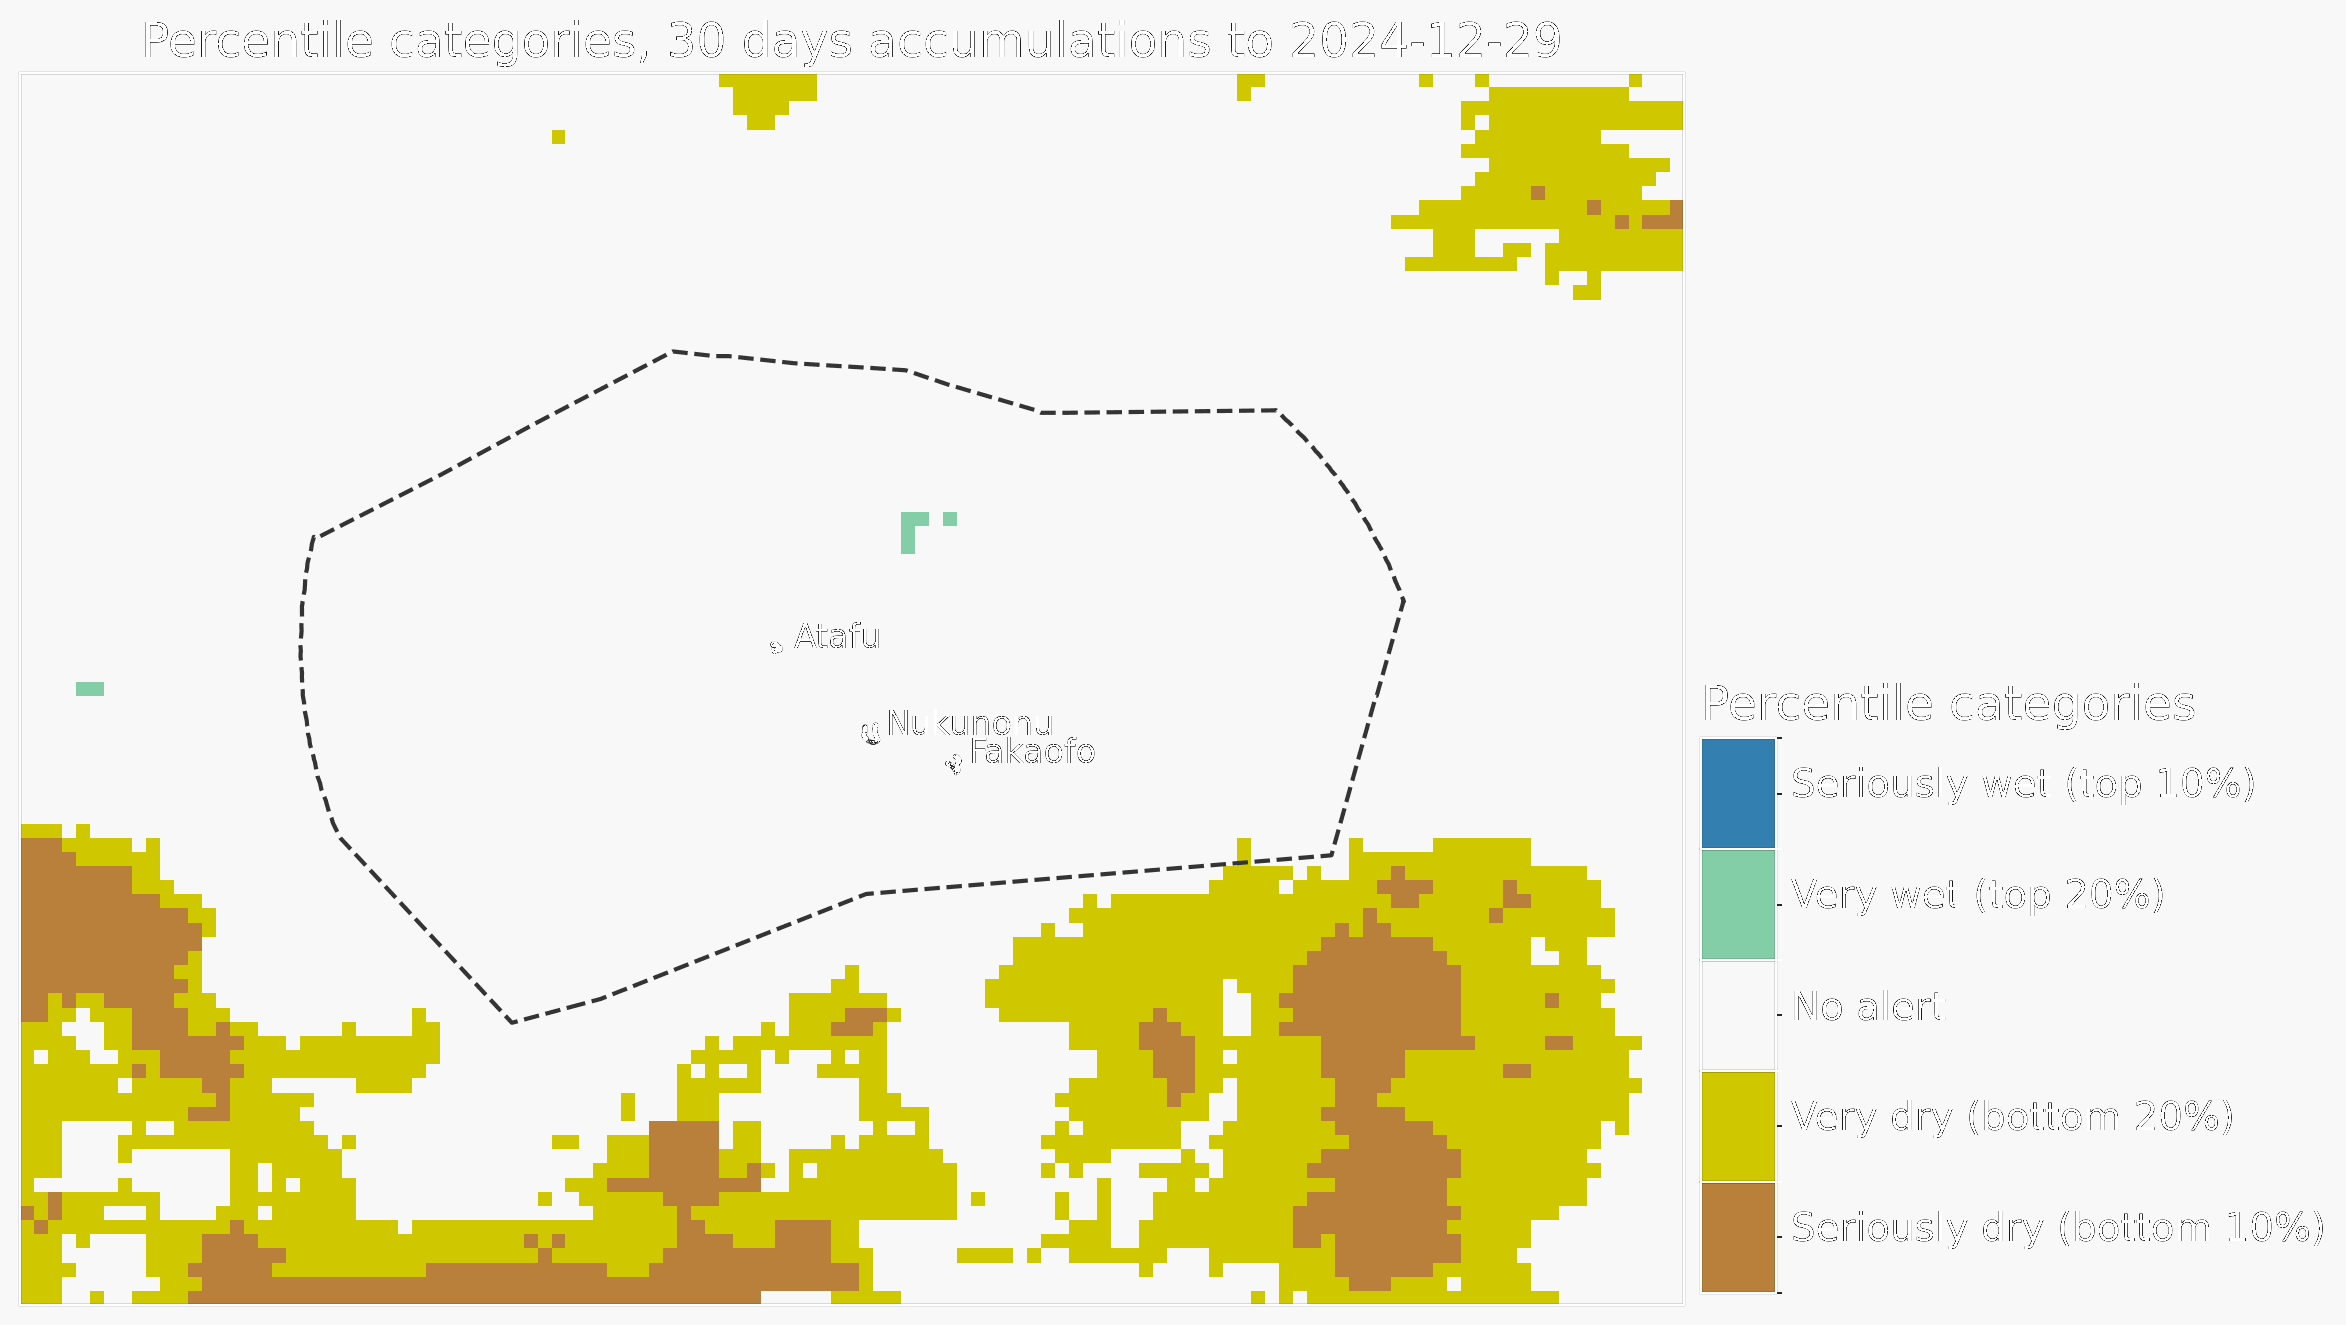 Percentile categories, 30 days accumulations to 2024-12-29
Atafu
Nukunonu
Fakaofo
Percentile categories
Seriously wet (top 10%)
Very wet (top 20%)
No alert
Very dry (bottom 20%)
Seriously dry (bottom 10%)